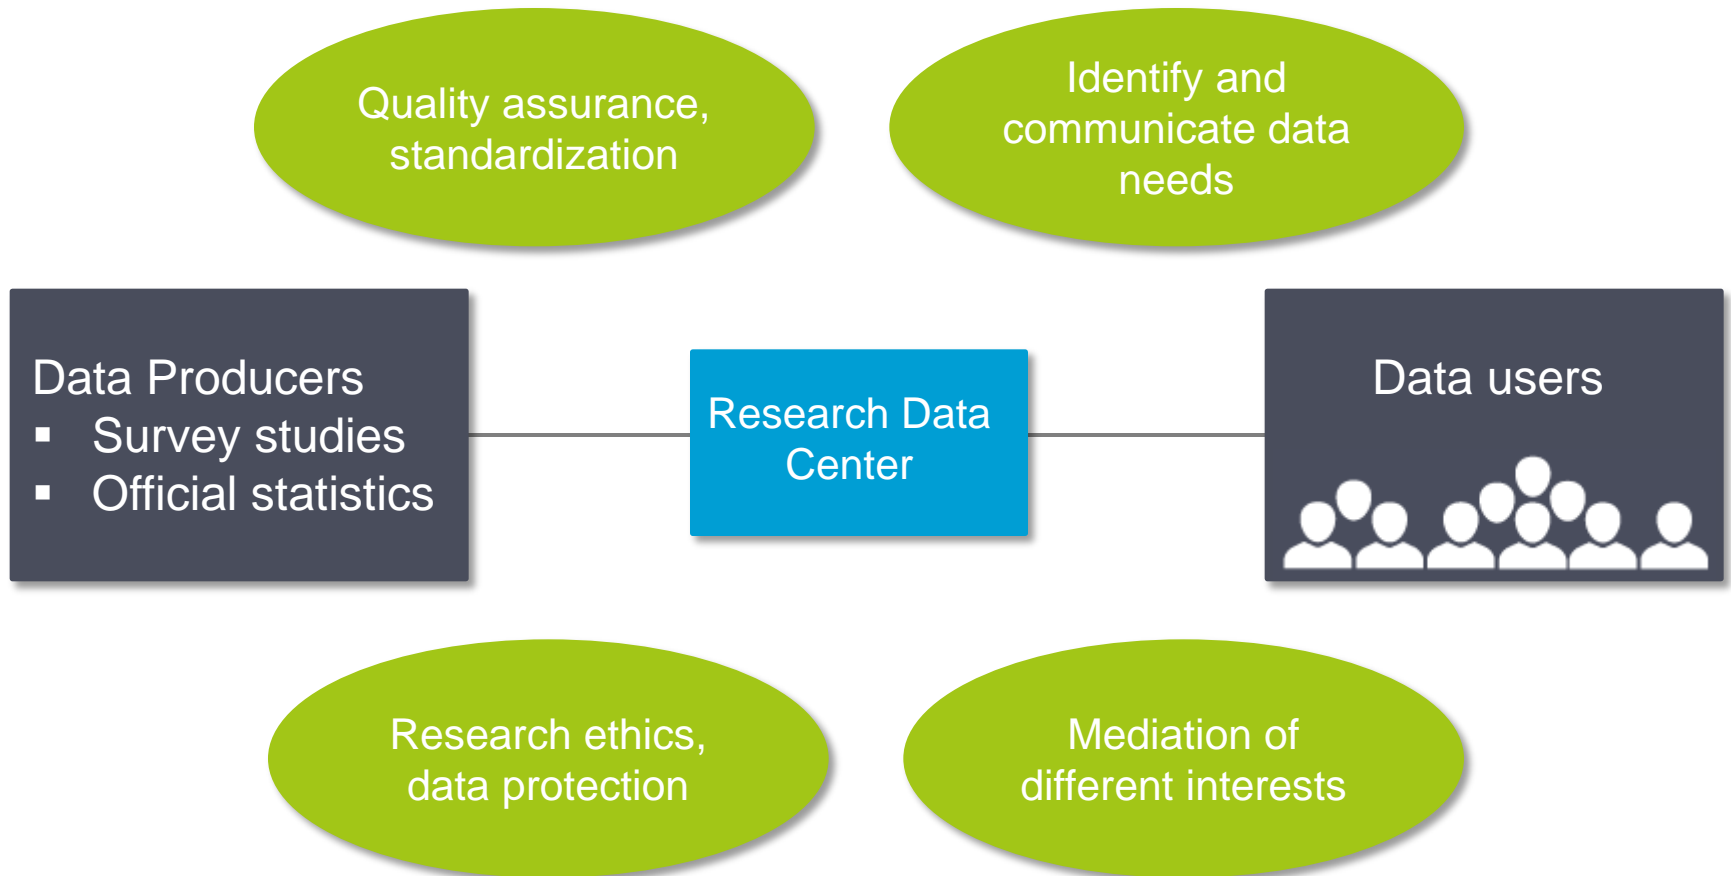 Quality assurance,
standardization
Identify and
communicate data
needs
Data Producers
▪ Survey studies
▪ Official statistics
Research Data
Center
Data users
Research ethics,
data protection
Mediation of
different interests